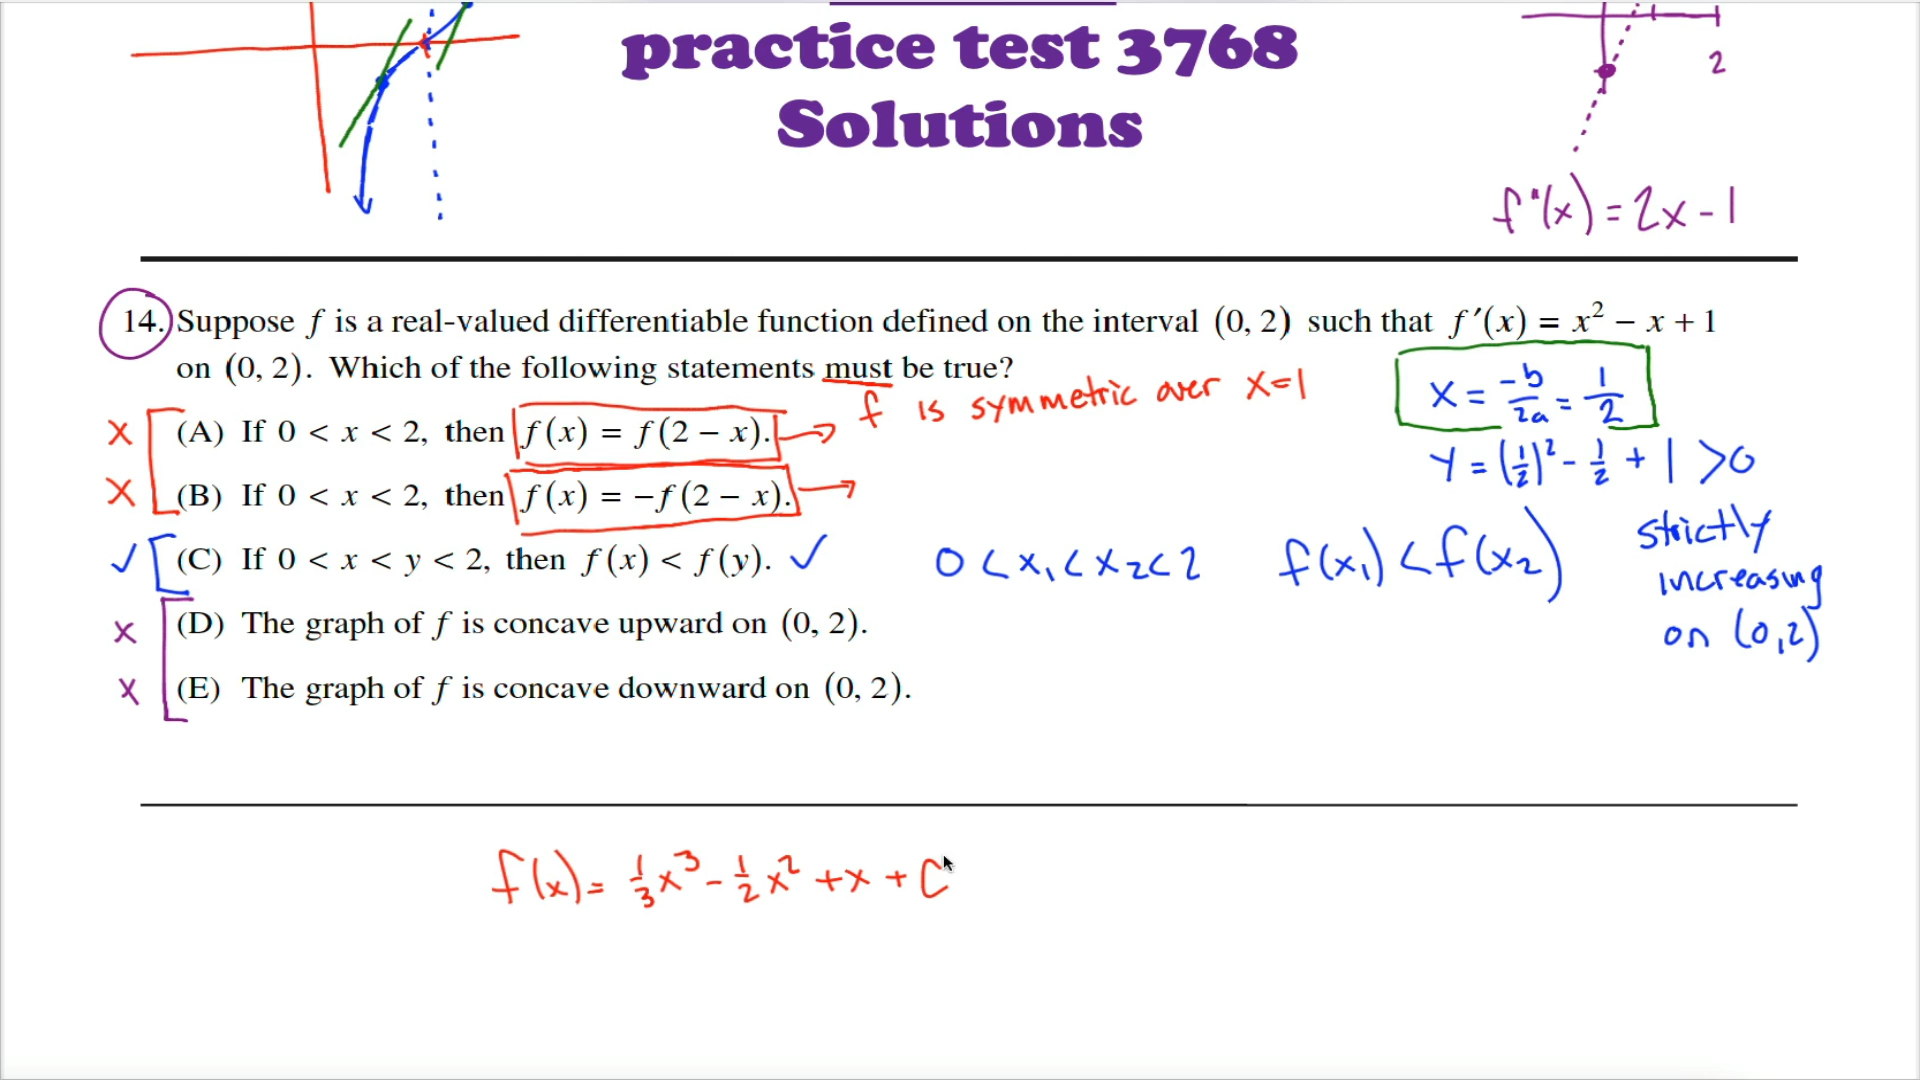 practice test 3768
Solutions
2
f"(x) = 2x - 1
14. Suppose f is a real-valued differentiable function defined on the interval (0, 2) such that f′(x) = x² − x + 1
on (0, 2). Which of the following statements must be true?
f is symmetric over x=1
x = -b/2a = 1/2
X (A) If 0 < x < 2, then f(x) = f(2 − x).
y = (1/2)² - 1/2 + 1 >0
X (B) If 0 < x < 2, then f(x) = −f(2 − x).
✓ (C) If 0 < x < y < 2, then f(x) < f(y). ✓
0 < x₁ < x₂ < 2 f(x₁) < f(x₂)
strictly
increasing
on (0,2)
x (D) The graph of f is concave upward on (0, 2).
x (E) The graph of f is concave downward on (0, 2).
f(x) = 1/3x³ - 1/2x² + x + C